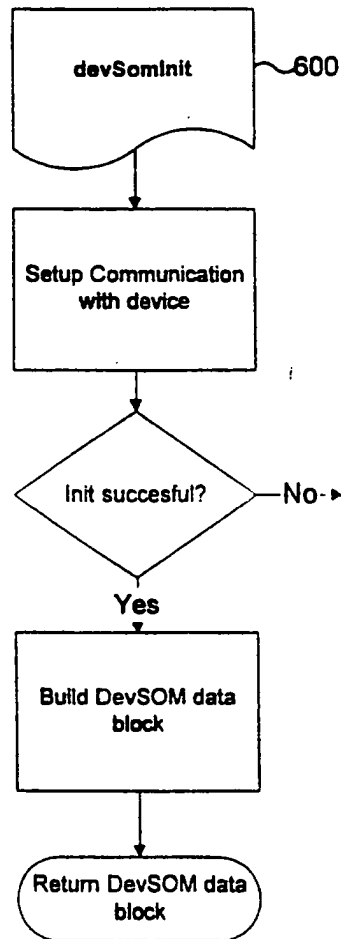 devSomInit
600
Setup Communication
with device
Init succesful?
No
Yes
Build DevSOM data
block
Return DevSOM data
block